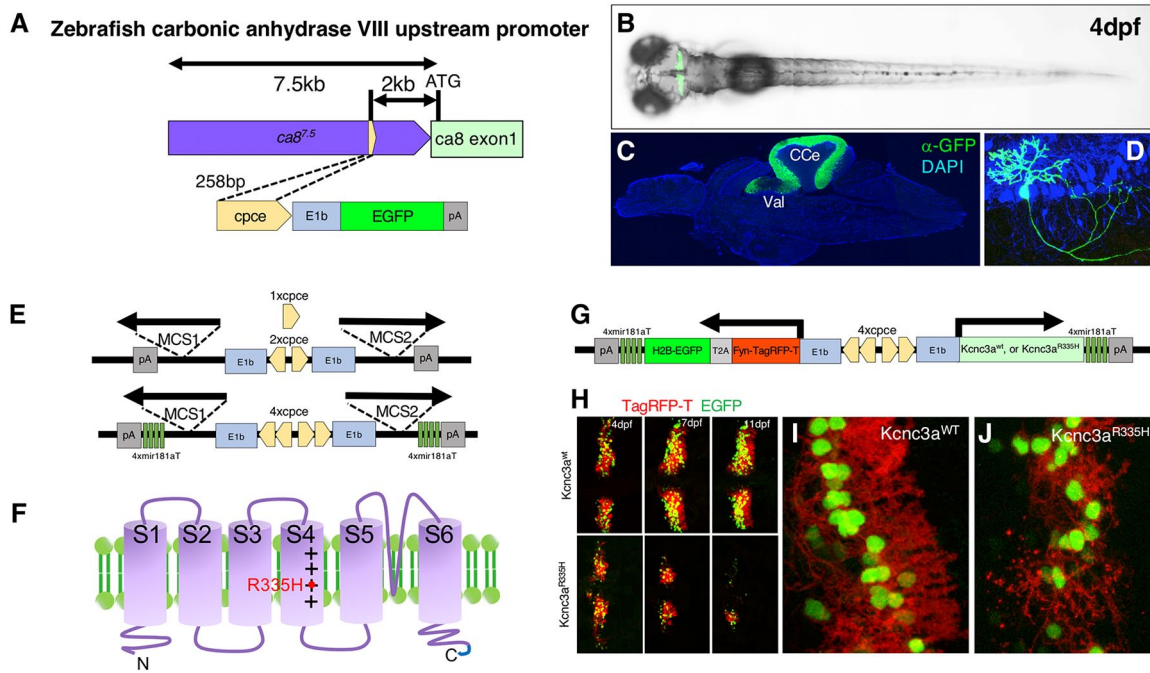 A
Zebrafish carbonic anhydrase VIII upstream promoter
7.5kb
2kb
ATG
ca8^7.5
ca8 exon1
258bp
cpce
E1b
EGFP
pA
B
4dpf
C
CCe
Val
α-GFP
DAPI
D
E
1xcpce
MCS1
MCS2
2xcpce
pA
E1b
E1b
pA
MCS1
MCS2
4xcpce
pA
E1b
E1b
pA
4xmir181aT
4xmir181aT
F
S1
S2
S3
S4
S5
S6
+
+
R335H
+
+
N
C
G
4xmir181aT
4xcpce
4xmir181aT
pA
H2B-EGFP
T2A
Fyn-TagRFP-T
E1b
E1b
Kcnc3a^wt, or Kcnc3a^R335H
pA
H
TagRFP-T EGFP
4dpf
7dpf
11dpf
Kcnc3a^wt
Kcnc3a^R335H
I
Kcnc3a^WT
J
Kcnc3a^R335H